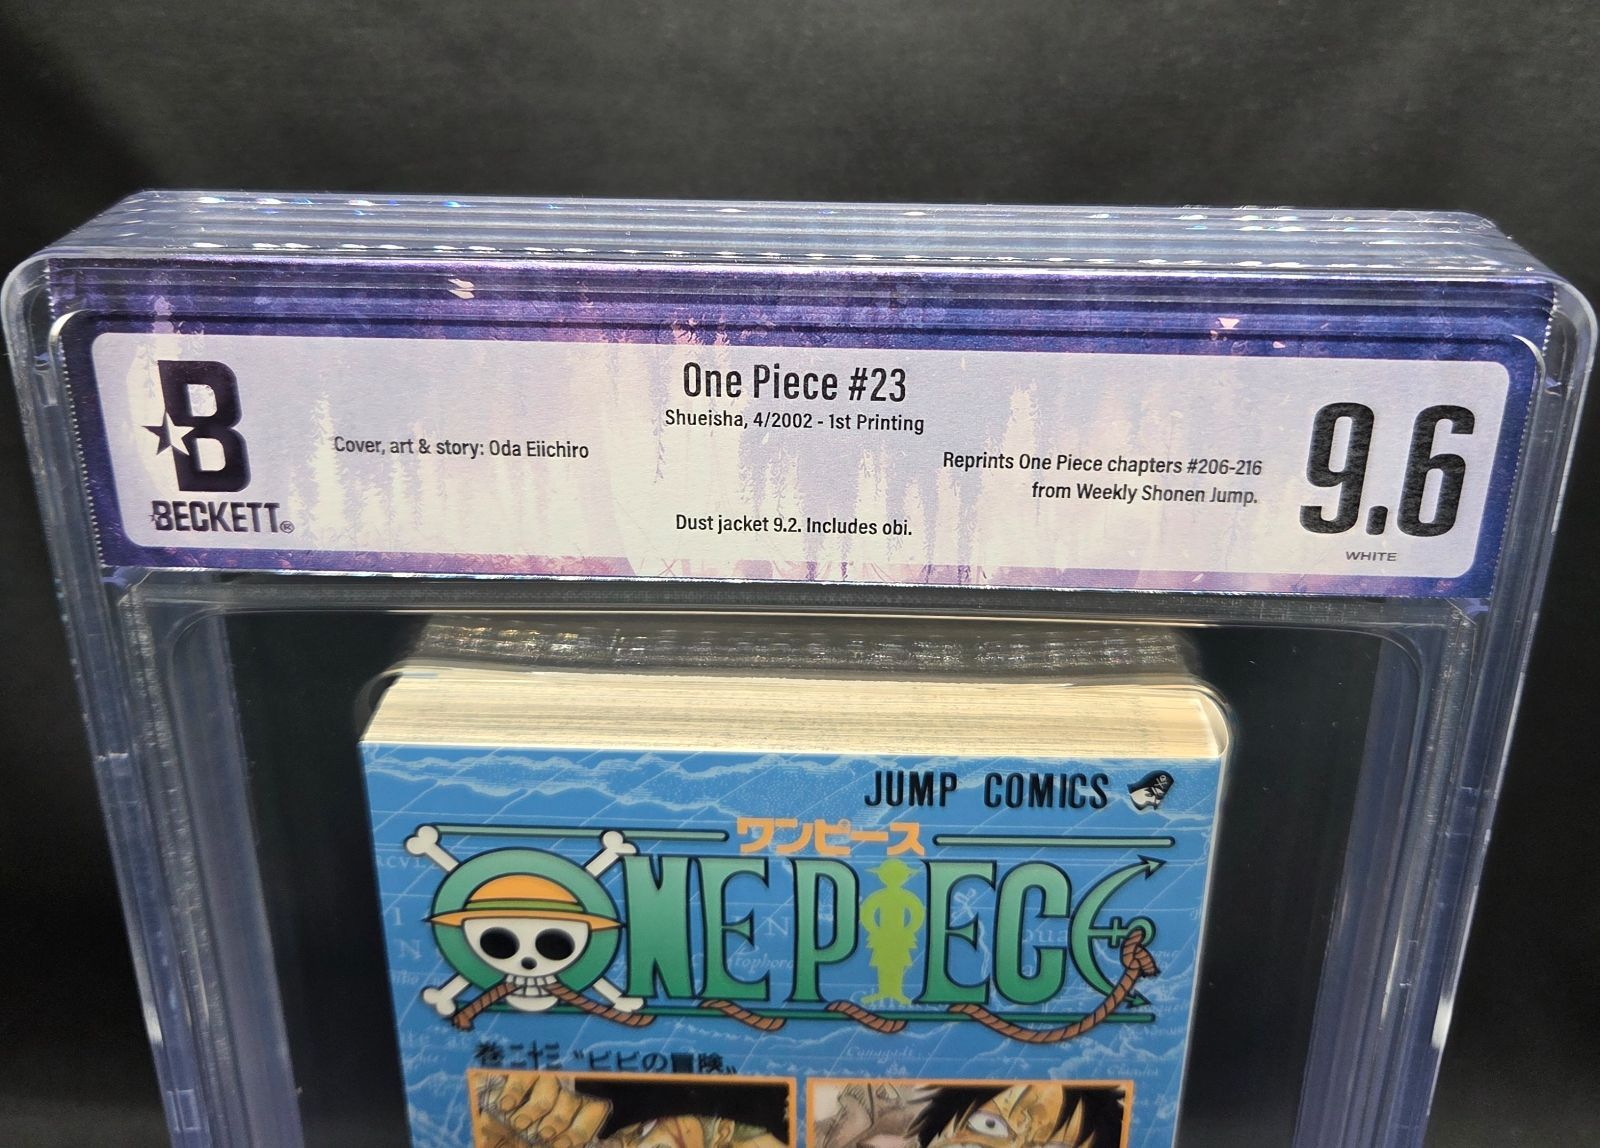 One Piece #23
Shueisha, 4/2002 - 1st Printing
Cover, art & story: Oda Eiichiro
Reprints One Piece chapters #206-216
from Weekly Shonen Jump.
Dust jacket 9.2. Includes obi.
B
BECKETT®
9.6
WHITE
JUMP COMICS
ワンピース
ONE PIECE
巻二十三 〝ビビの冒険〟